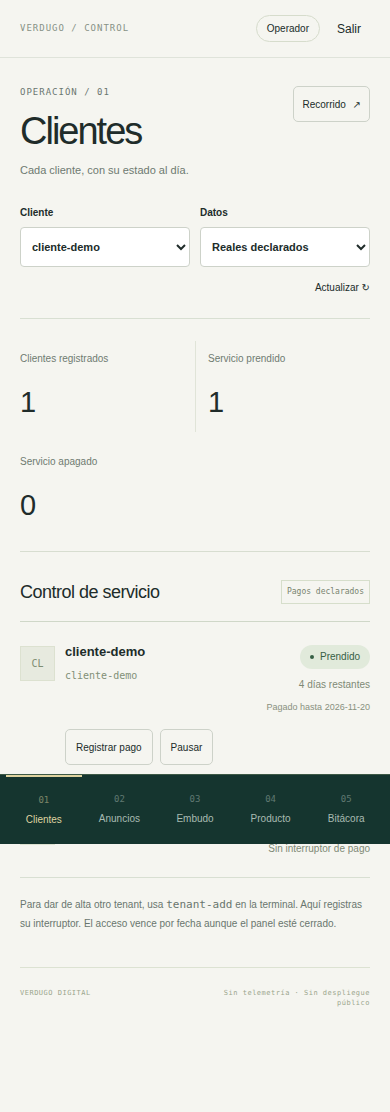 VERDUGO / CONTROL
Operador
Salir
OPERACIÓN / 01
Recorrido ↗
Clientes
Cada cliente, con su estado al día.
Cliente
Datos
cliente-demo
Reales declarados
Actualizar ↻
Clientes registrados
Servicio prendido
1
1
Servicio apagado
0
Control de servicio
Pagos declarados
CL
cliente-demo
Prendido
cliente-demo
4 días restantes
Pagado hasta 2026-11-20
Registrar pago
Pausar
01
02
03
04
05
Clientes
Anuncios
Embudo
Producto
Bitácora
Sin interruptor de pago
Para dar de alta otro tenant, usa tenant-add en la terminal. Aquí registras
su interruptor. El acceso vence por fecha aunque el panel esté cerrado.
VERDUGO DIGITAL
Sin telemetría · Sin despliegue
público